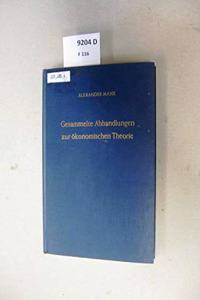 9204 D
F 116
ALEXANDER MAHR
Gesammelte Abhandlungen
zur ökonomischen Theorie